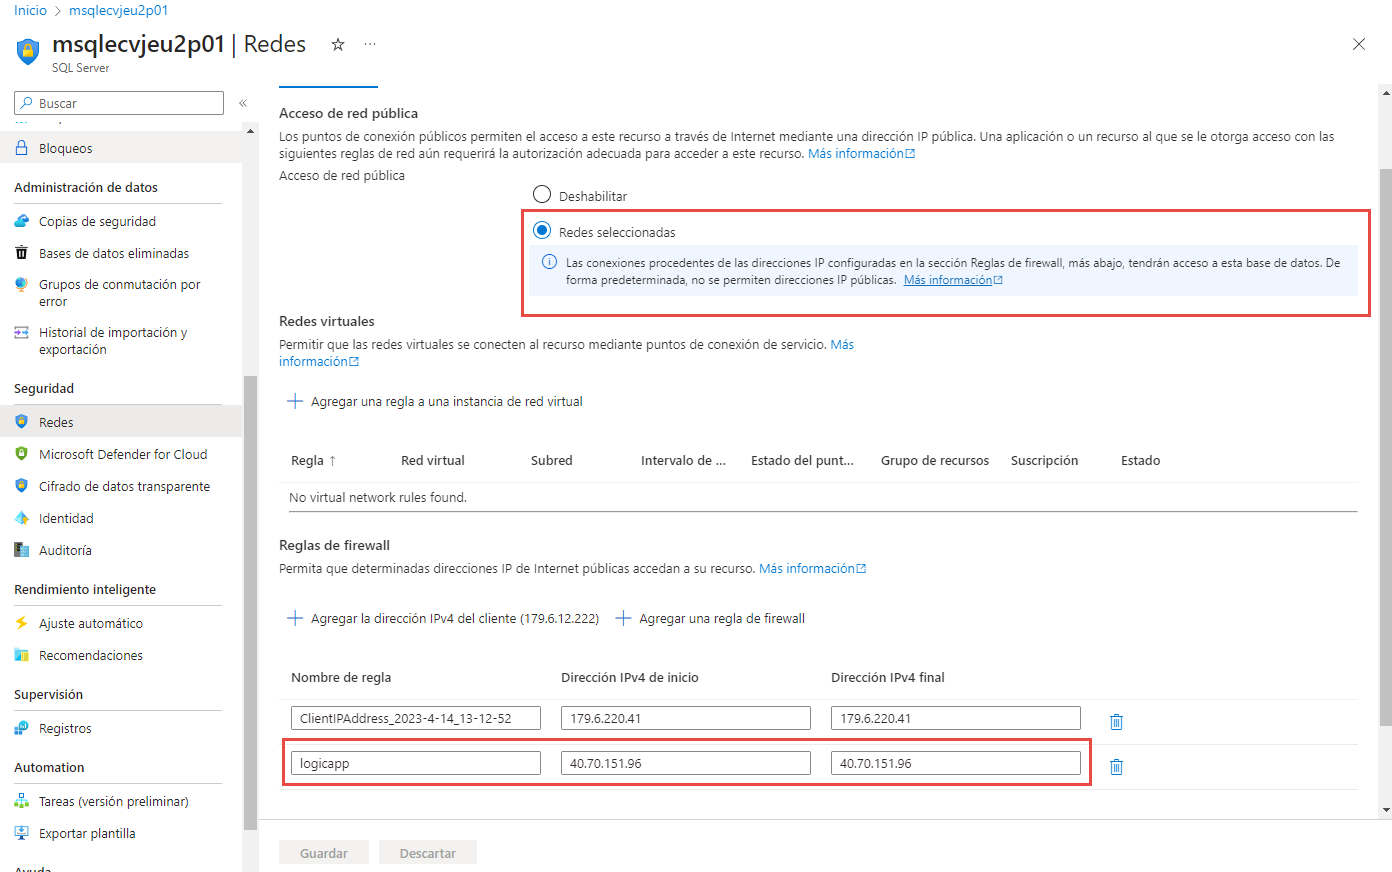 Inicio > msqlecvjeu2p01
msqlecvjeu2p01 | Redes ☆ ···
SQL Server
Buscar «
Bloqueos
Administración de datos
Copias de seguridad
Bases de datos eliminadas
Grupos de conmutación por
error
Historial de importación y
exportación
Seguridad
Redes
Microsoft Defender for Cloud
Cifrado de datos transparente
Identidad
Auditoría
Rendimiento inteligente
Ajuste automático
Recomendaciones
Supervisión
Registros
Automation
Tareas (versión preliminar)
Exportar plantilla
Ayuda
Acceso de red pública
Los puntos de conexión públicos permiten el acceso a este recurso a través de Internet mediante una dirección IP pública. Una aplicación o un recurso al que se le otorga acceso con las
siguientes reglas de red aún requerirá la autorización adecuada para acceder a este recurso. Más información
Acceso de red pública
Deshabilitar
Redes seleccionadas
Las conexiones procedentes de las direcciones IP configuradas en la sección Reglas de firewall, más abajo, tendrán acceso a esta base de datos. De
forma predeterminada, no se permiten direcciones IP públicas. Más información
Redes virtuales
Permitir que las redes virtuales se conecten al recurso mediante puntos de conexión de servicio. Más
información
+ Agregar una regla a una instancia de red virtual
Regla ↑ Red virtual Subred Intervalo de ... Estado del punt... Grupo de recursos Suscripción Estado
No virtual network rules found.
Reglas de firewall
Permita que determinadas direcciones IP de Internet públicas accedan a su recurso. Más información
+ Agregar la dirección IPv4 del cliente (179.6.12.222) + Agregar una regla de firewall
Nombre de regla Dirección IPv4 de inicio Dirección IPv4 final
ClientIPAddress_2023-4-14_13-12-52 179.6.220.41 179.6.220.41
logicapp 40.70.151.96 40.70.151.96
Guardar Descartar